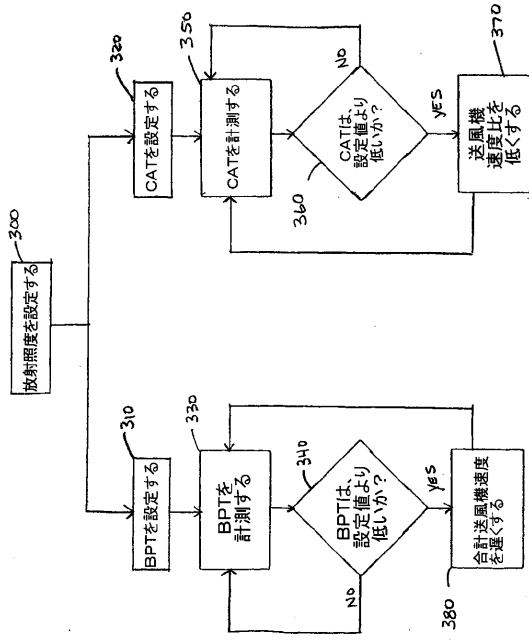 300
放射照度を設定する
310
BPTを設定する
320
CATを設定する
330
BPTを
計測する
350
CATを計測する
340
BPTは、
設定値より
低いか?
NO
YES
360
CATは、
設定値より
低いか?
NO
YES
380
合計送風機速度
を遅くする
370
送風機
速度比を
低くする